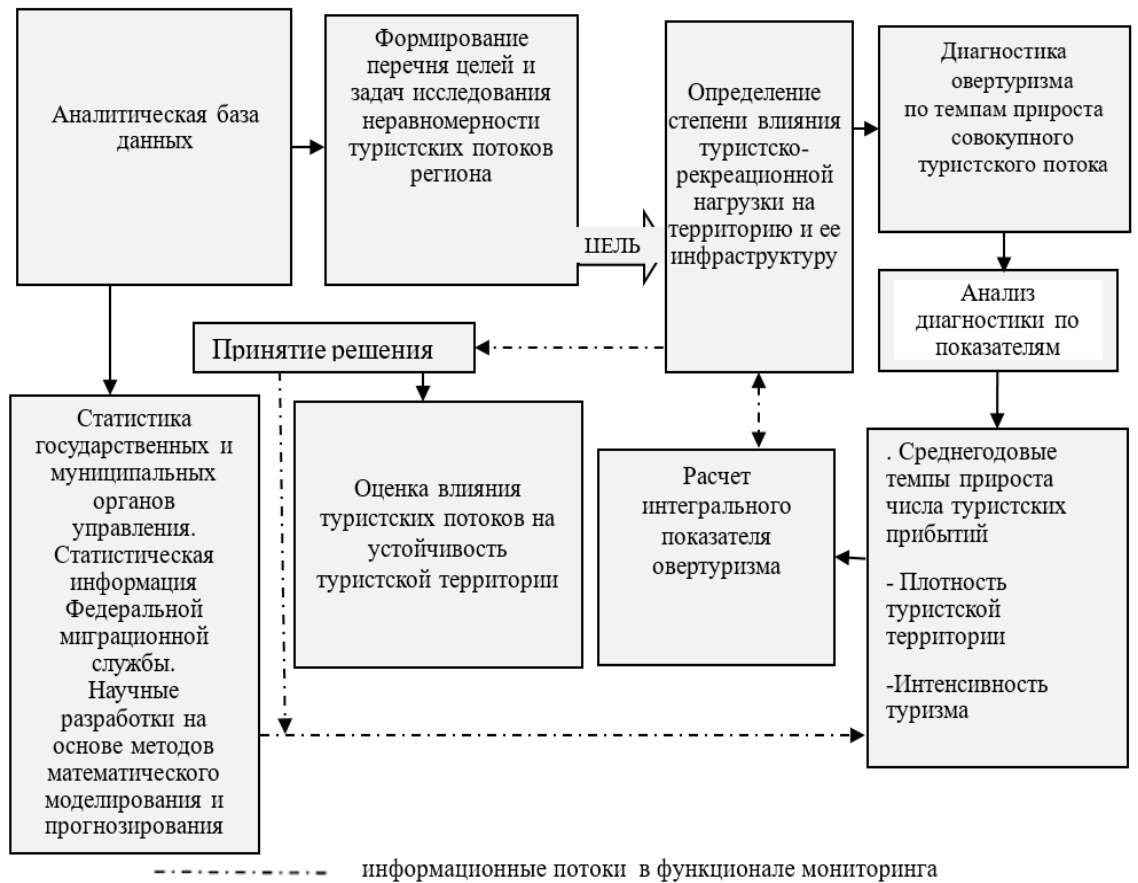 Аналитическая база
данных
Формирование
перечня целей и
задач исследования
неравномерности
туристских потоков
региона
ЦЕЛЬ
Определение
степени влияния
туристско-
рекреационной
нагрузки на
территорию и ее
инфраструктуру
Диагностика
овертуризма
по темпам прироста
совокупного
туристского потока
Анализ
диагностики по
показателям
Принятие решения
Статистика
государственных и
муниципальных
органов
управления.
Статистическая
информация
Федеральной
миграционной
службы.
Научные
разработки на
основе методов
математического
моделирования и
прогнозирования
Оценка влияния
туристских потоков на
устойчивость
туристской территории
Расчет
интегрального
показателя
овертуризма
. Среднегодовые
темпы прироста
числа туристских
прибытий
- Плотность
туристской
территории
-Интенсивность
туризма
информационные потоки в функционале мониторинга